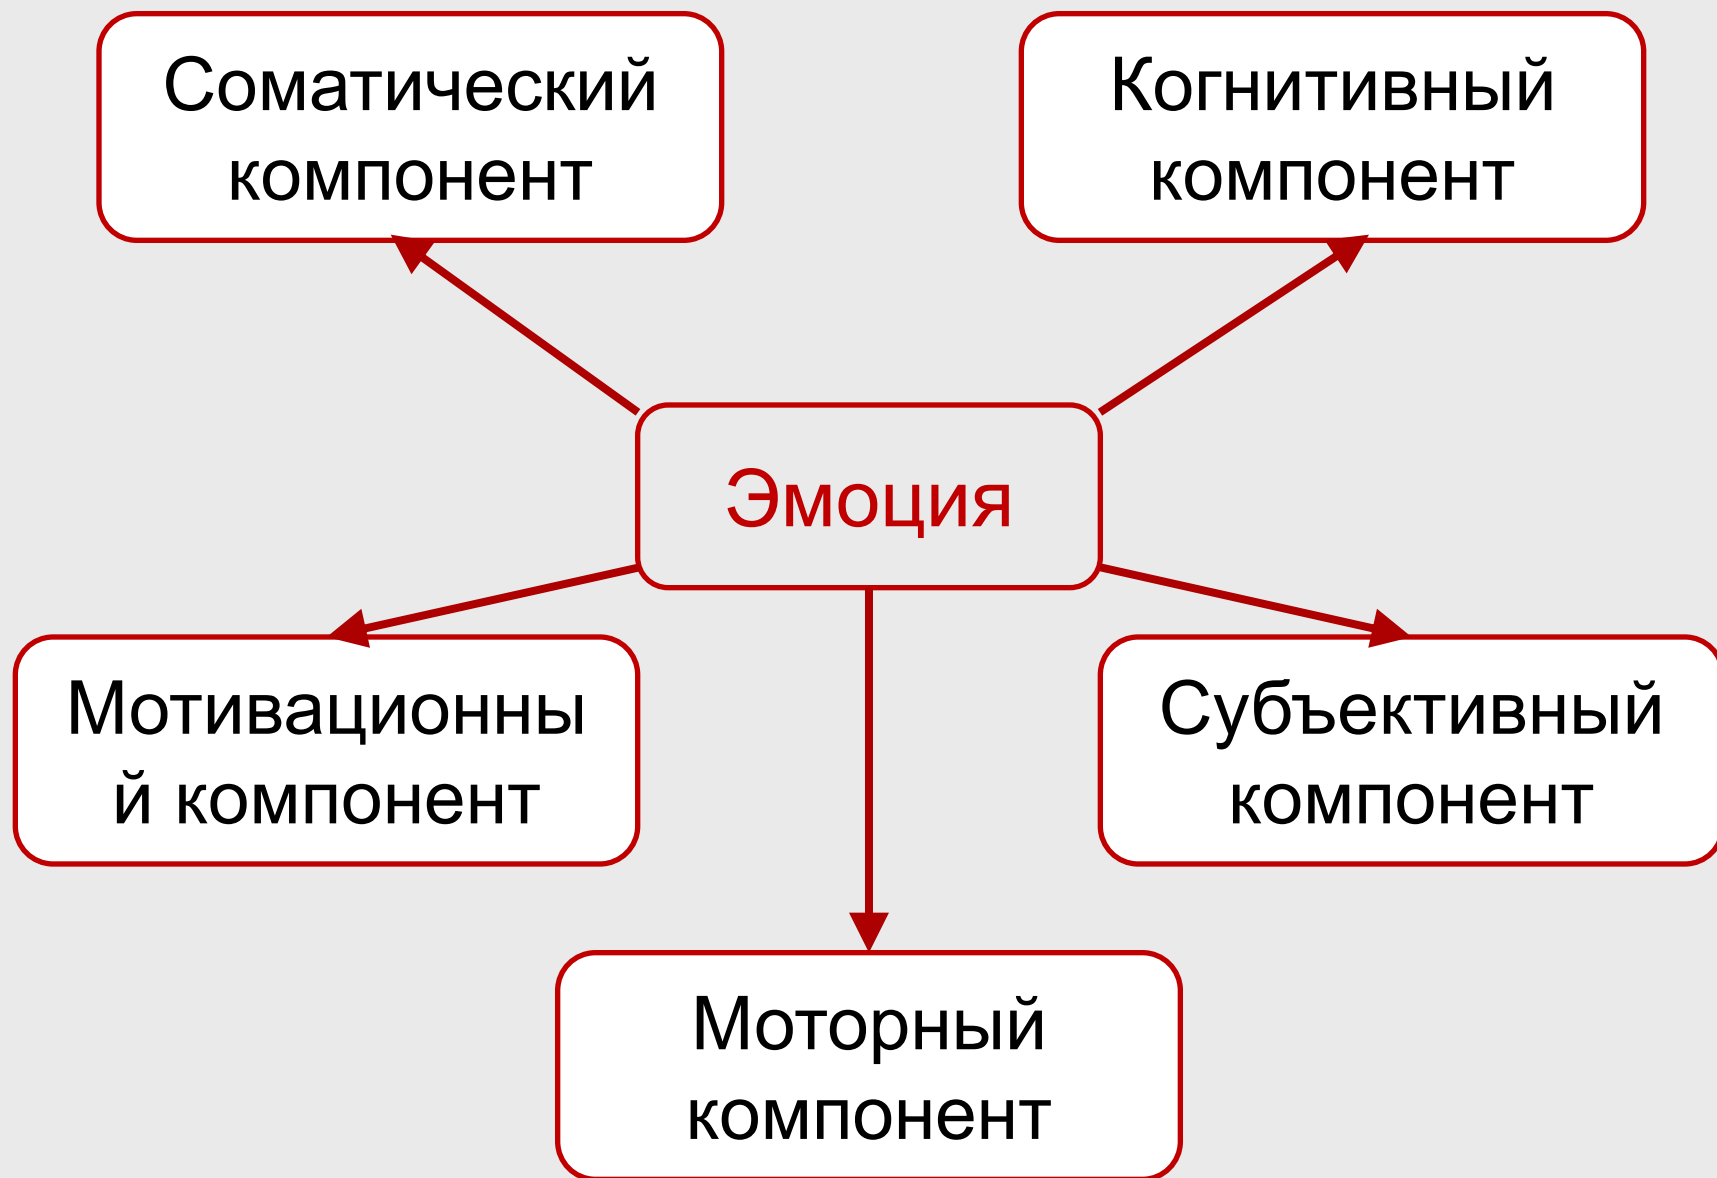 Соматический
компонент
Когнитивный
компонент
Эмоция
Мотивационны
й компонент
Субъективный
компонент
Моторный
компонент